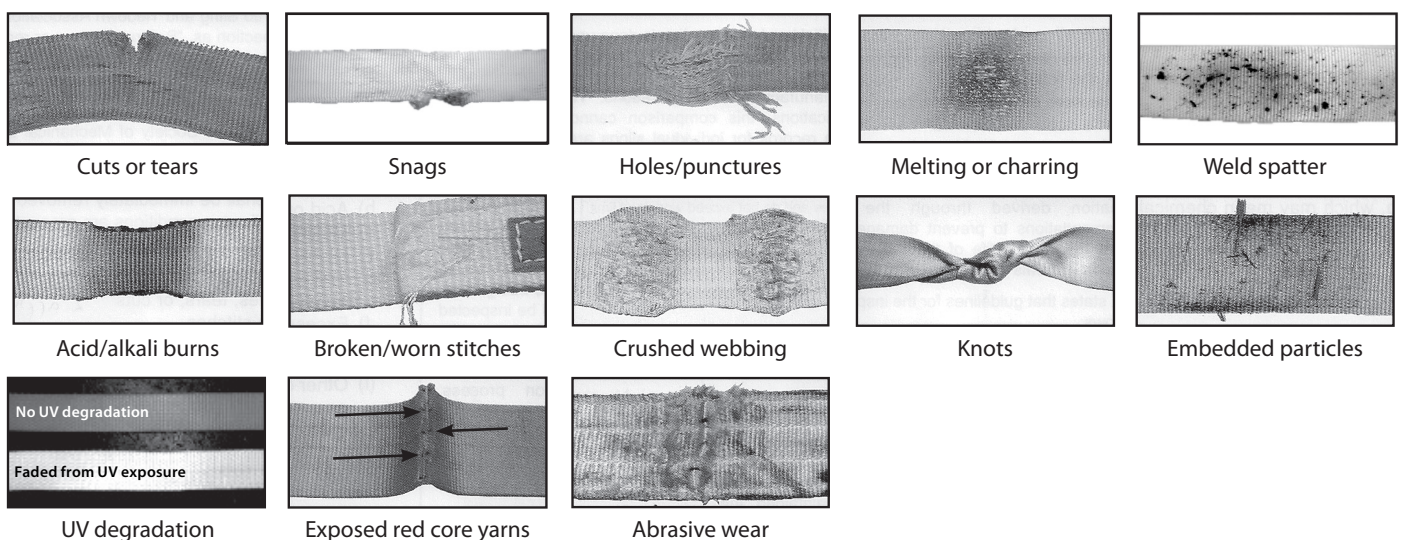 Cuts or tears
Snags
Holes/punctures
Melting or charring
Weld spatter
Acid/alkali burns
Broken/worn stitches
Crushed webbing
Knots
Embedded particles
No UV degradation
Faded from UV exposure
UV degradation
Exposed red core yarns
Abrasive wear